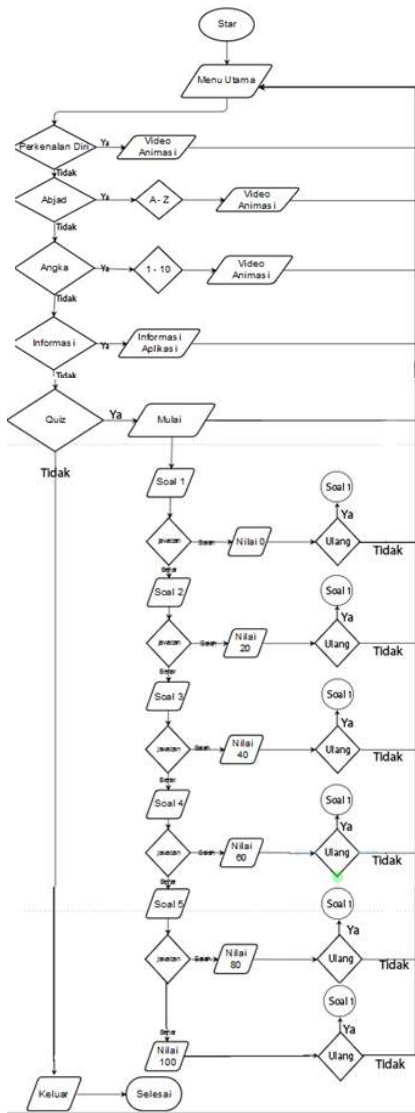 Star
Menu Utama
Perkenalan Diri
Ya
Video
Animasi
Tidak
Abjad
Ya
A - Z
Video
Animasi
Tidak
Angka
Ya
1 - 10
Video
Animasi
Tidak
Informasi
Ya
Informasi
Aplikasi
Tidak
Quiz
Ya
Mulai
Tidak
Soal 1
Soal 1
Ya
jawaban
Salah
Nilai 0
Ulang
Tidak
Benar
Soal 2
Soal 1
Ya
jawaban
Salah
Nilai
20
Ulang
Tidak
Benar
Soal 3
Soal 1
Ya
jawaban
Salah
Nilai
40
Ulang
Tidak
Benar
Soal 4
Soal 1
Ya
jawaban
Salah
Nilai
60
Ulang
Tidak
Benar
Soal 5
Soal 1
Ya
jawaban
Salah
Nilai
80
Ulang
Tidak
Benar
Soal 1
Ya
Nilai
100
Ulang
Keluar
Selesai